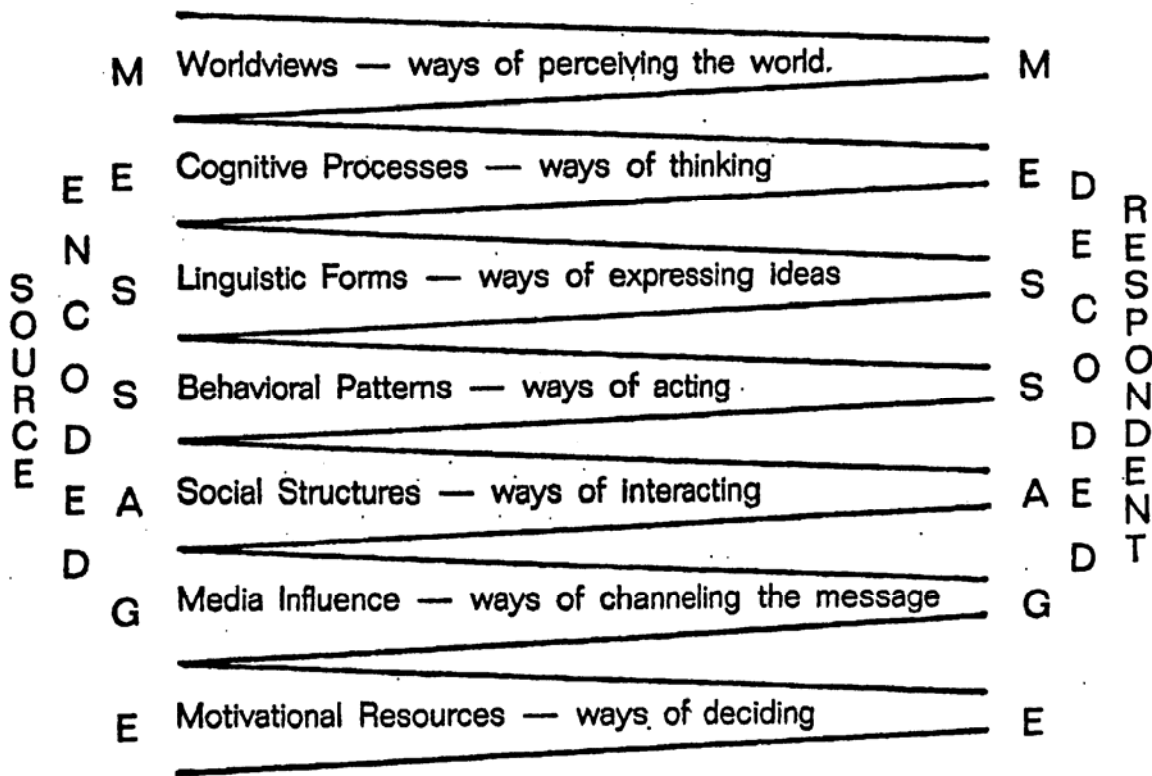 SOURCE
ENCODED
MESSAGE
Worldviews — ways of perceiving the world.
Cognitive Processes — ways of thinking
Linguistic Forms — ways of expressing ideas
Behavioral Patterns — ways of acting
Social Structures — ways of interacting
Media Influence — ways of channeling the message
Motivational Resources — ways of deciding
MESSAGE
DECODED
RESPONDENT